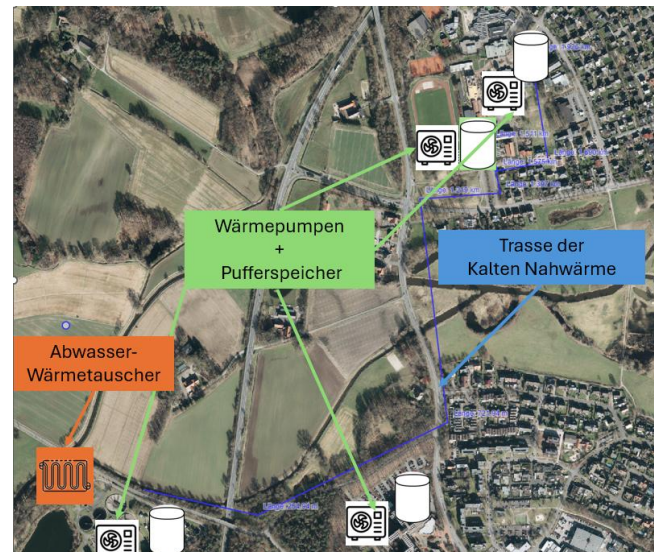 Wärmepumpen
+
Pufferspeicher
Trasse der
Kalten Nahwärme
Abwasser-
Wärmetauscher